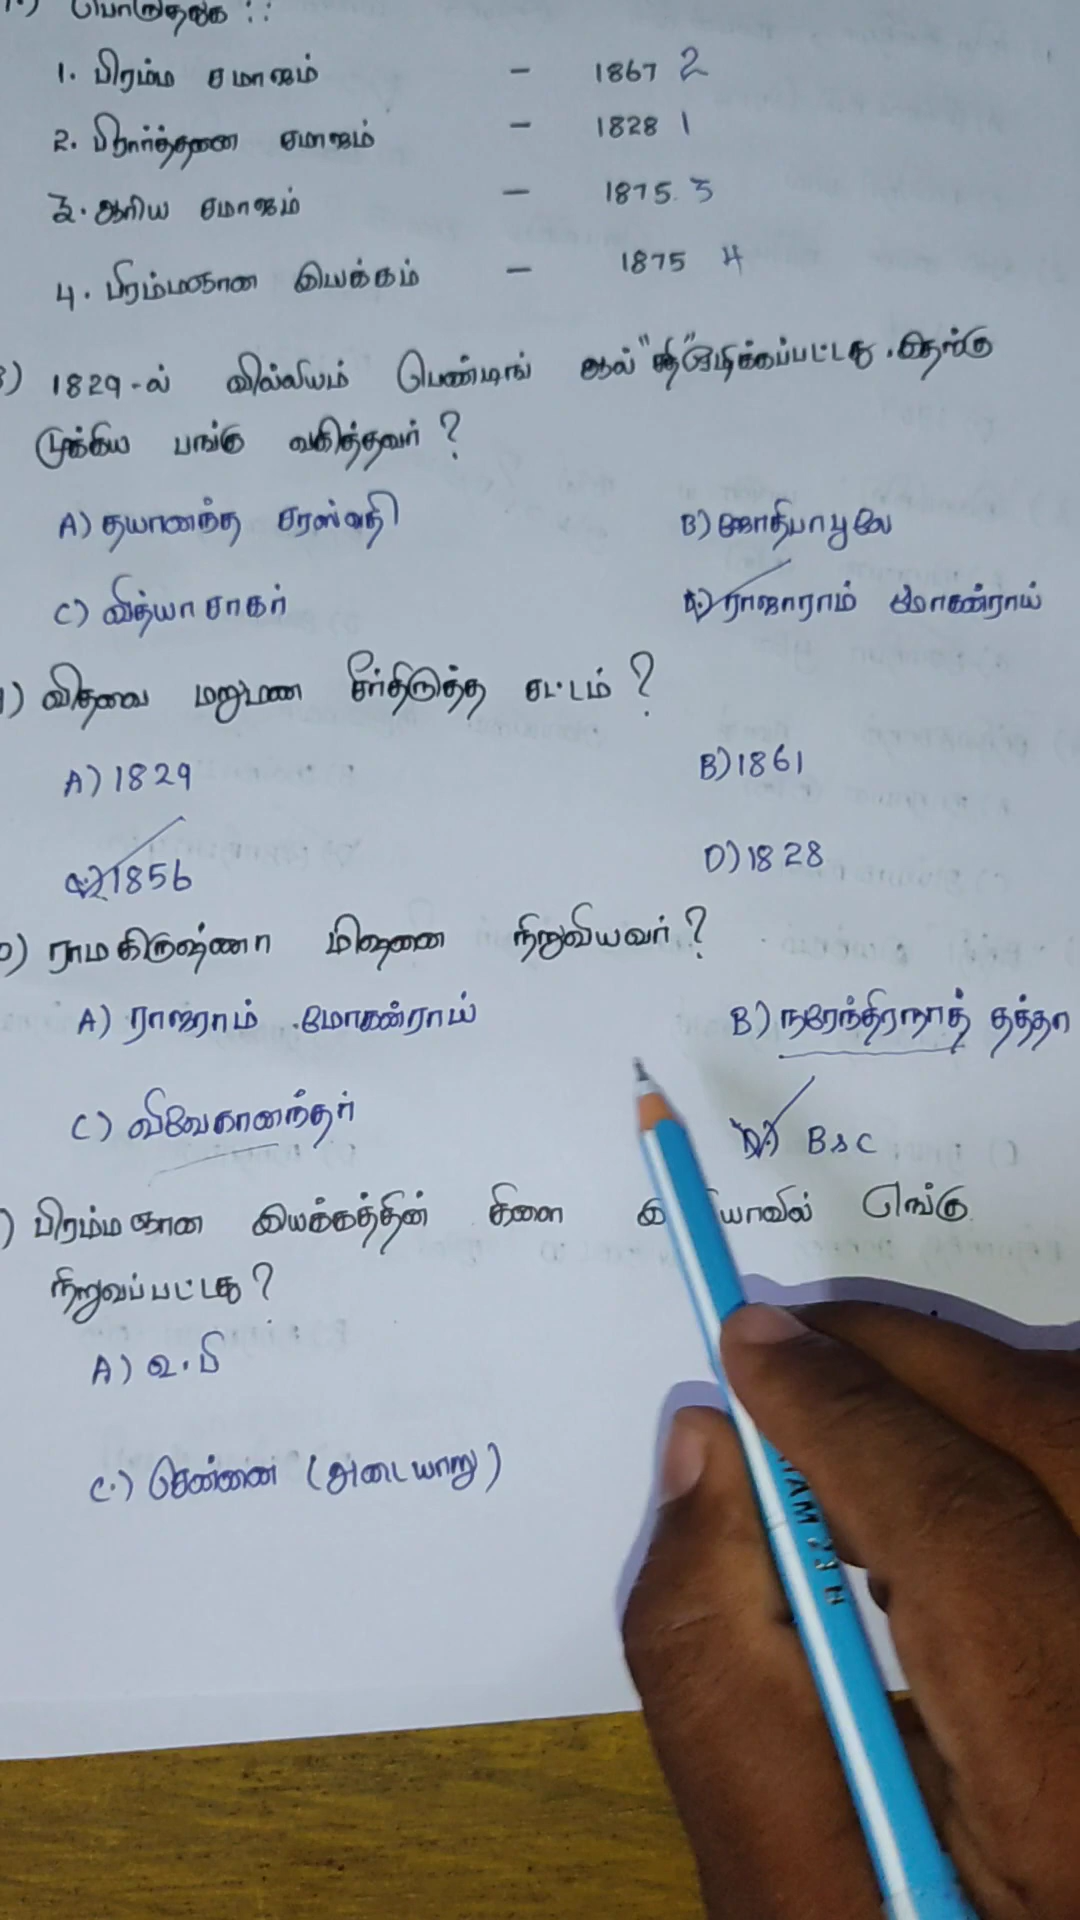 பொருத்துக ::
1. பிரம்ம சமாஜம் - 1867 2
2. பிரார்த்தனை சமாஜம் - 1828 1
3. ஆரிய சமாஜம் - 1875. 3
4. பிரம்மஞான இயக்கம் - 1875 4
1829-ல் வில்லியம் பெண்டிங் ஆல் "சதி" ஒழிக்கப்பட்டது. இதற்கு
முக்கிய பங்கு வகித்தவர் ?
A) தயானந்த சரஸ்வதி B) ஜோதிபாபூலே
C) வித்யாசாகர் D) ராஜாராம் மோகன்ராய்
விதவை மறுமண சீர்திருத்த சட்டம் ?
A) 1829 B) 1861
C) 1856 D) 1828
ராமகிருஷ்ணா மிஷனை நிறுவியவர் ?
A) ராஜராம் மோகன்ராய் B) நரேந்திரநாத் தத்தா
C) விவேகானந்தர் D) B&C
பிரம்ம ஞான இயக்கத்தின் கிளை எங்கு
நிறுவப்பட்டது ?
A) உ.பி
C.) சென்னை (அடையாறு)